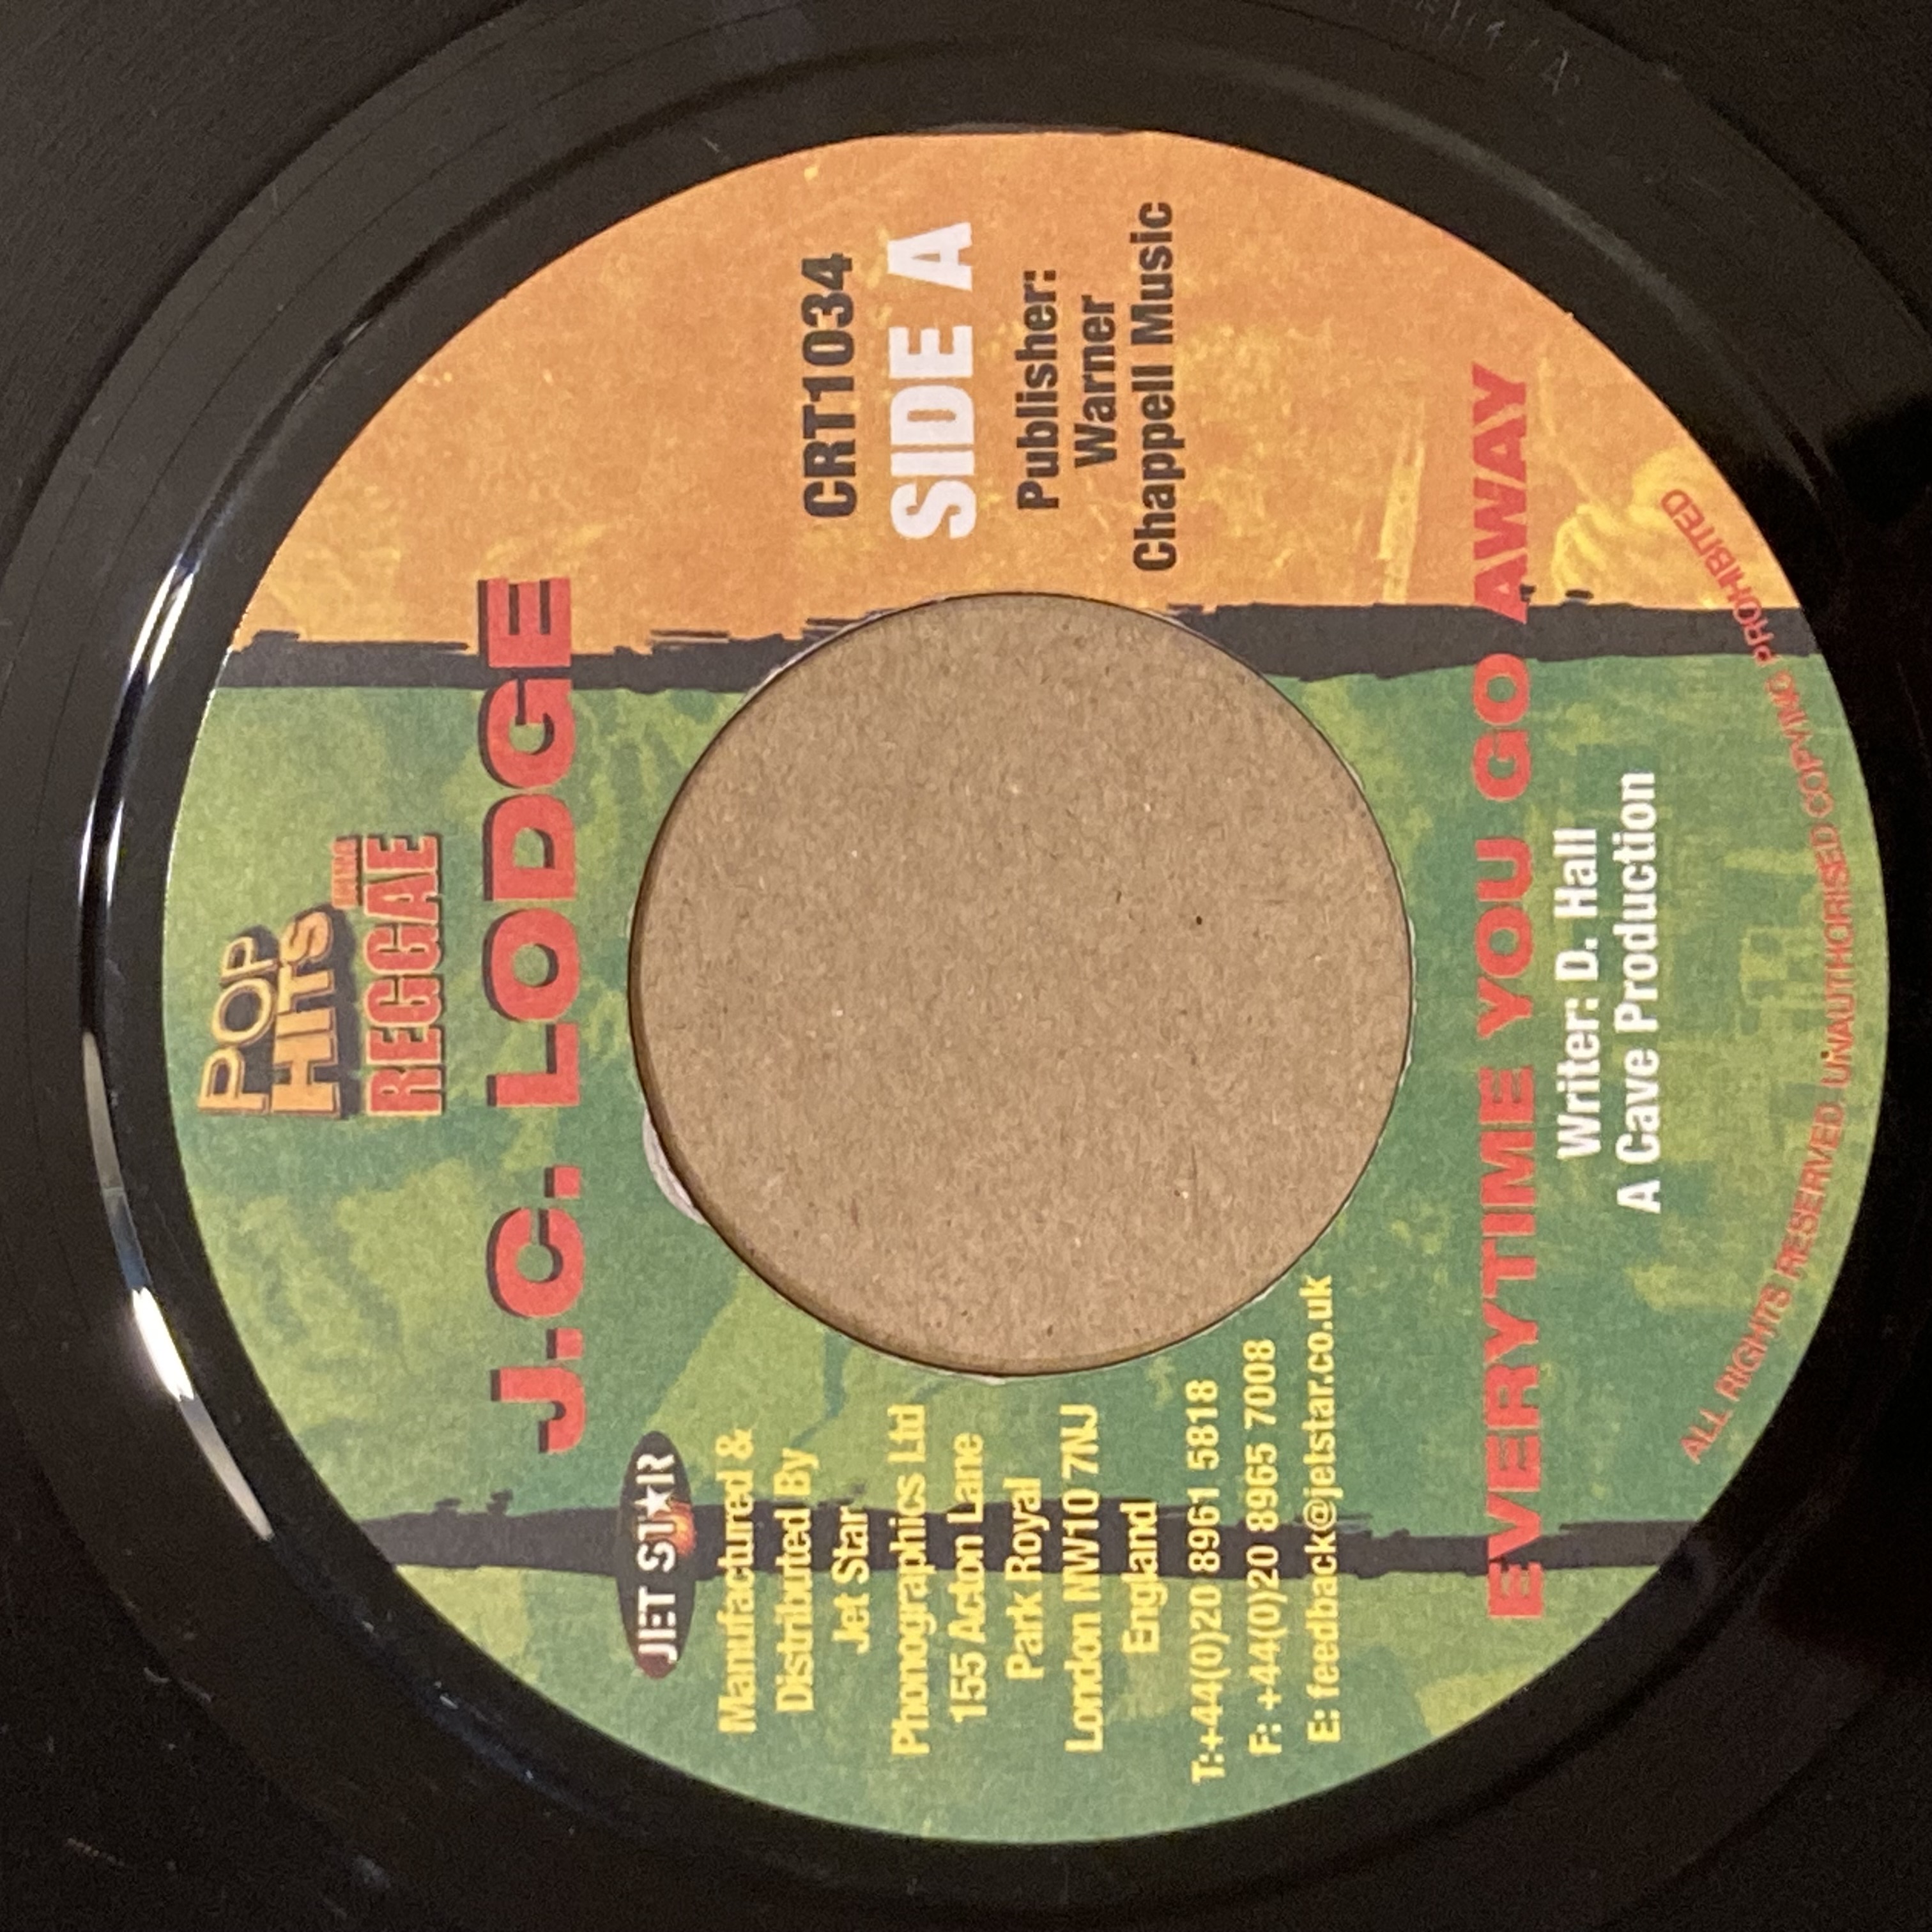 POP
HITS
REGGAE
J.C. LODGE
JET ST★R
Manufactured &
Distributed By
Jet Star
Phonographics Ltd
155 Acton Lane
Park Royal
London NW10 7NJ
England
T:+44(0)20 8961 5818
F: +44(0)20 8965 7008
E: feedback@jetstar.co.uk
CRT1034
SIDE A
Publisher:
Warner
Chappell Music
EVERYTIME YOU GO AWAY
Writer: D. Hall
A Cave Production
ALL RIGHTS RESERVED. UNAUTHORISED COPYING PROHIBITED